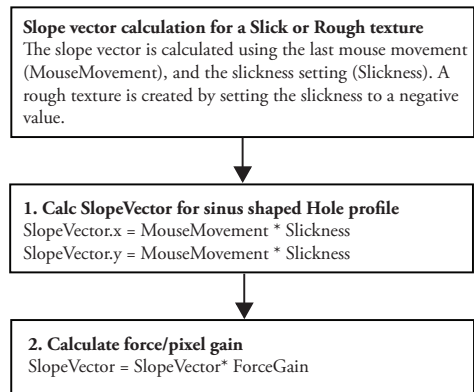 Slope vector calculation for a Slick or Rough texture
The slope vector is calculated using the last mouse movement
(MouseMovement), and the slickness setting (Slickness). A
rough texture is created by setting the slickness to a negative
value.
1. Calc SlopeVector for sinus shaped Hole profile
SlopeVector.x = MouseMovement * Slickness
SlopeVector.y = MouseMovement * Slickness
2. Calculate force/pixel gain
SlopeVector = SlopeVector* ForceGain